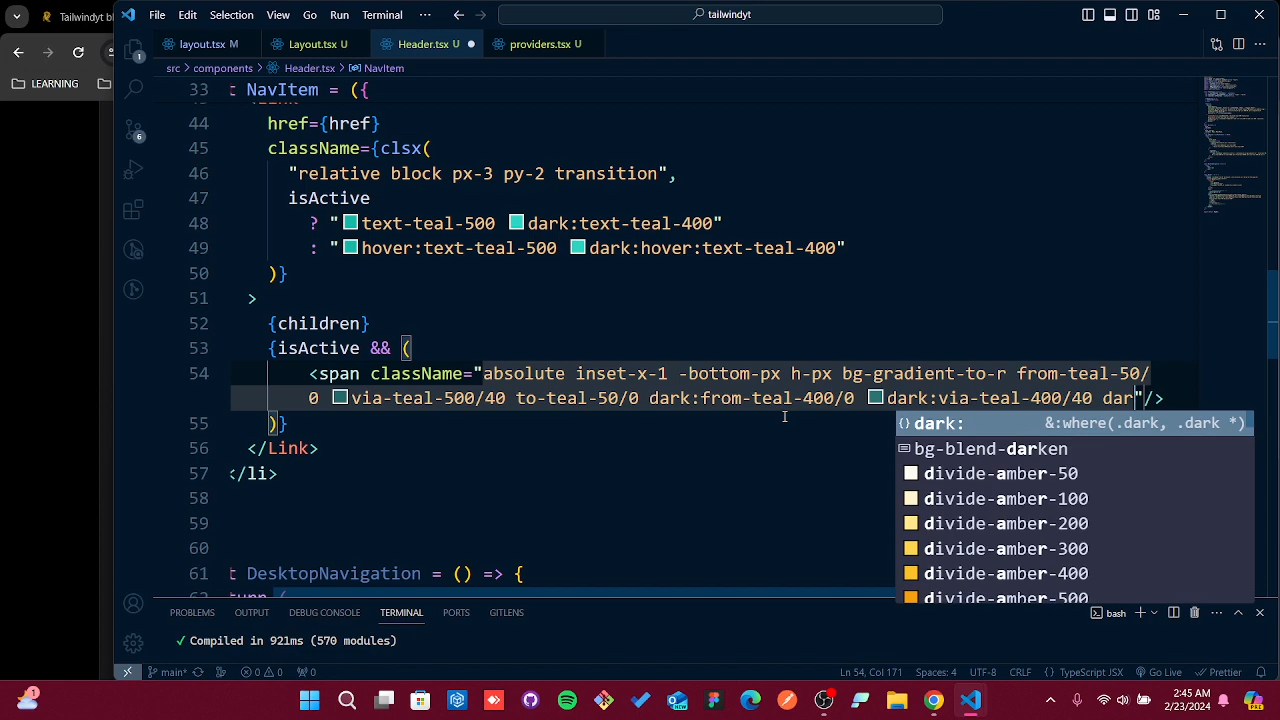 Tailwindyt
File Edit Selection View Go Run Terminal ...
tailwindyt
LEARNING
layout.tsx M
Layout.tsx U
Header.tsx U
providers.tsx U
src > components > Header.tsx > NavItem
33 t NavItem = ({
44 href={href}
45 className={clsx(
46 "relative block px-3 py-2 transition",
47 isActive
48 ? "text-teal-500 dark:text-teal-400"
49 : "hover:text-teal-500 dark:hover:text-teal-400"
50 )}
51 >
52 {children}
53 {isActive && (
54 <span className="absolute inset-x-1 -bottom-px h-px bg-gradient-to-r from-teal-50/
0 via-teal-500/40 to-teal-50/0 dark:from-teal-400/0 dark:via-teal-400/40 dar"/>
55 )}
dark: &:where(.dark, .dark *)
56 </Link>
bg-blend-darken
57 </li>
divide-amber-50
58
divide-amber-100
59
divide-amber-200
60
divide-amber-300
61 t DesktopNavigation = () => {
divide-amber-400
divide-amber-500
PROBLEMS OUTPUT DEBUG CONSOLE TERMINAL PORTS GITLENS
bash
✓ Compiled in 921ms (570 modules)
main* 0 0 0
Ln 54, Col 171 Spaces: 4 UTF-8 CRLF {} TypeScript JSX Go Live Prettier
1
6
1
NEW
2:45 AM
2/23/2024
PRE